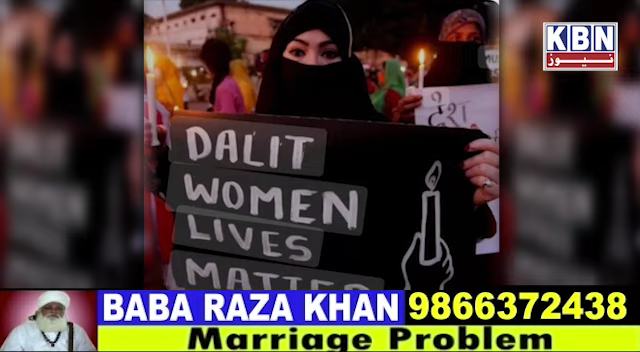 KBN
نیوز
DALIT
WOMEN
LIVES
MATTER
BABA RAZA KHAN 9866372438
Marriage Problem